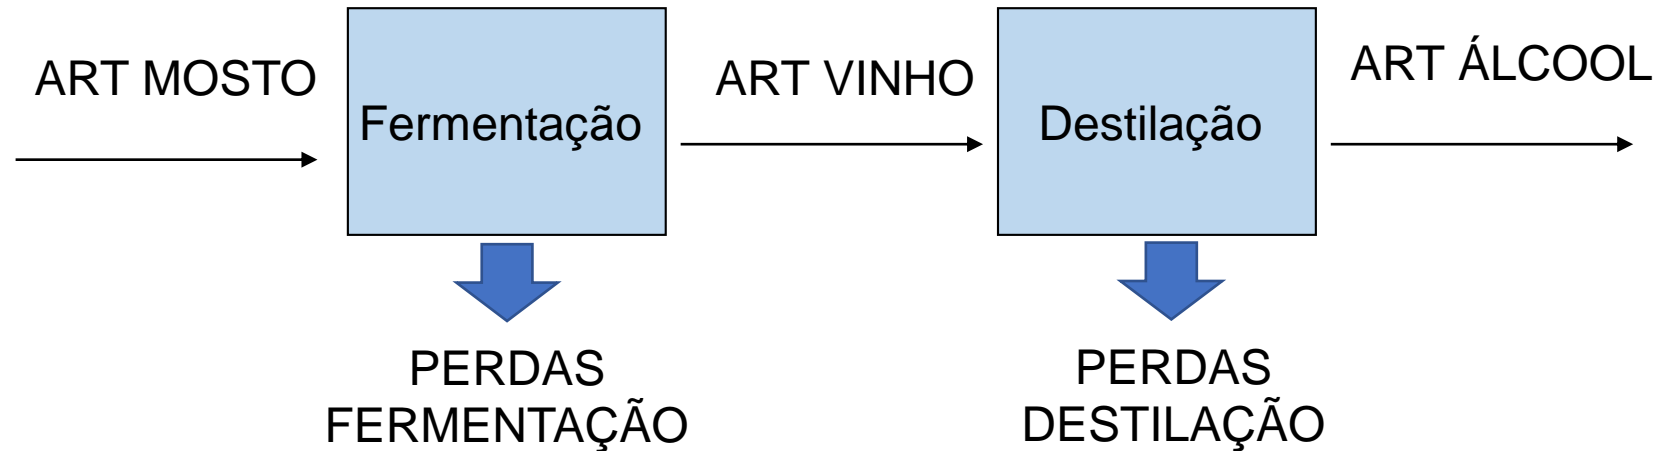 ART MOSTO
Fermentação
ART VINHO
Destilação
ART ÁLCOOL
PERDAS
FERMENTAÇÃO
PERDAS
DESTILAÇÃO